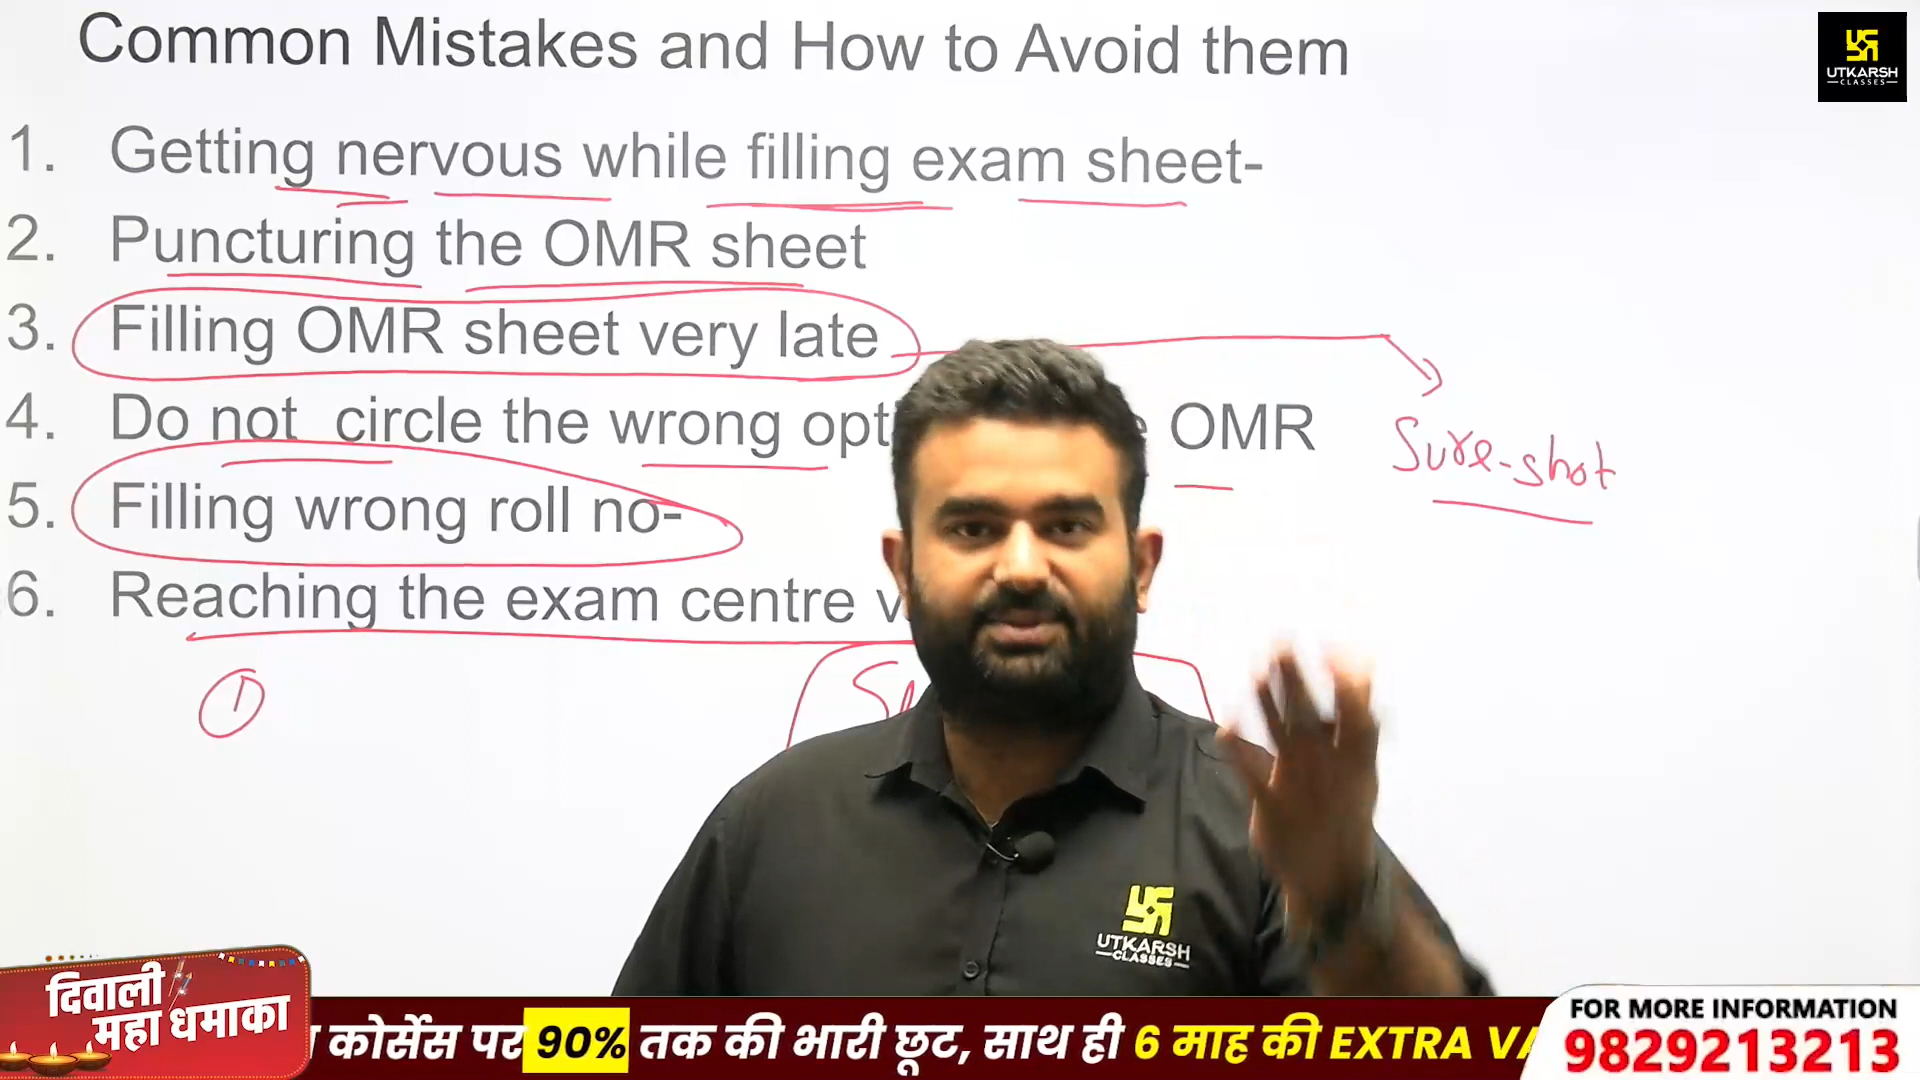 Common Mistakes and How to Avoid them
UTKARSH
CLASSES
1. Getting nervous while filling exam sheet-
2. Puncturing the OMR sheet
3. Filling OMR sheet very late
4. Do not circle the wrong OMR
Sure-shot
5. Filling wrong roll no-
6. Reaching the exam centre
1
UTKARSH
CLASSES
दिवाली
महा धमाका
कोर्सेस पर 90% तक की भारी छूट, साथ ही 6 माह की EXTRA
FOR MORE INFORMATION
9829213213